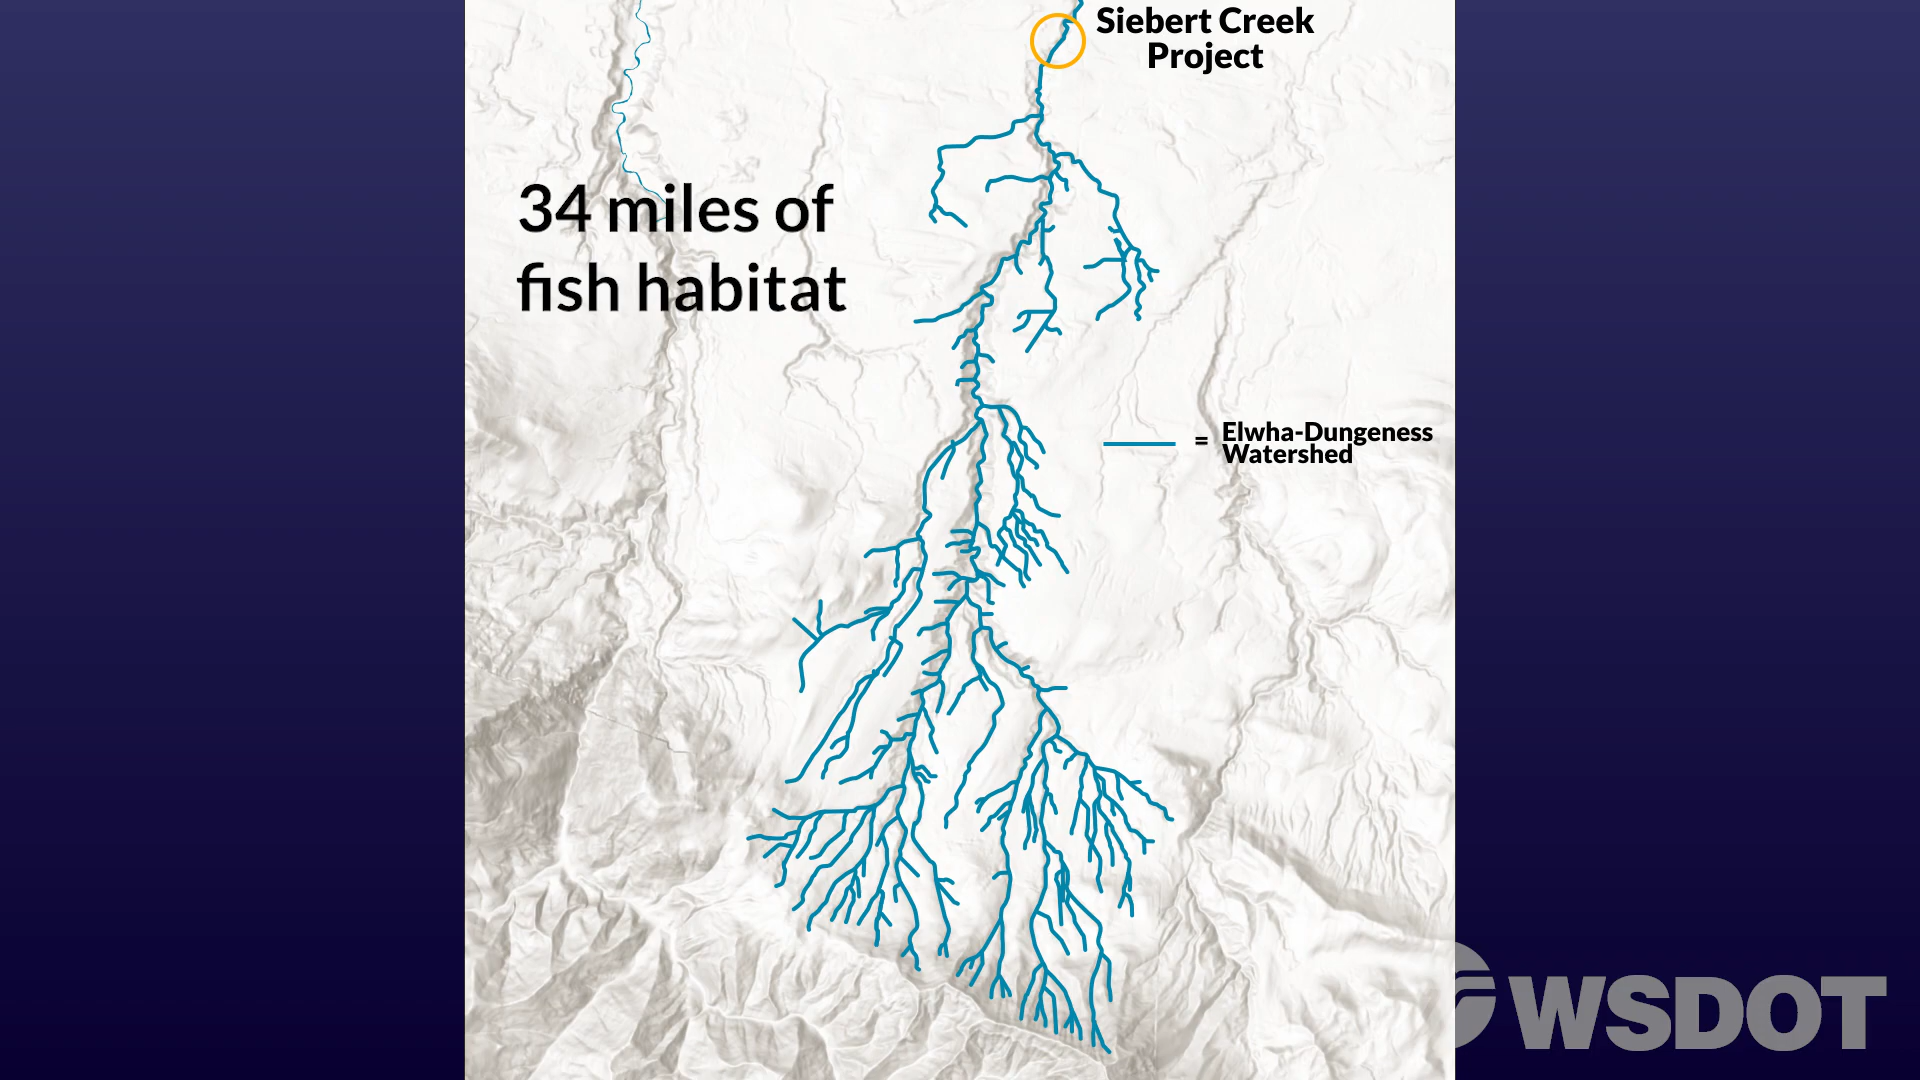 Siebert Creek
Project
34 miles of
fish habitat
= Elwha-Dungeness
Watershed
WSDOT